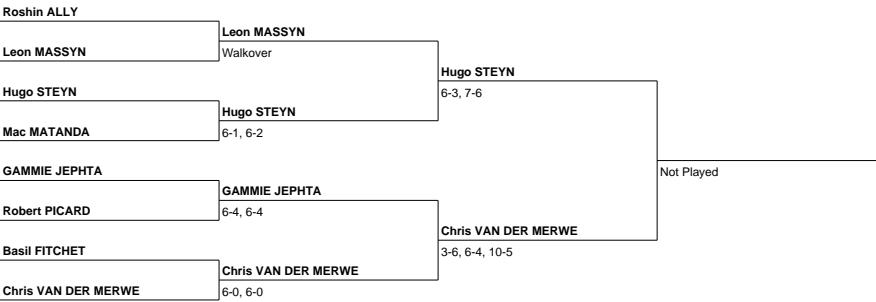 Roshin ALLY
Leon MASSYN
Leon MASSYN
Walkover
Hugo STEYN
6-3, 7-6
Hugo STEYN
Hugo STEYN
Mac MATANDA
6-1, 6-2
GAMMIE JEPHTA
Not Played
GAMMIE JEPHTA
Robert PICARD
6-4, 6-4
Chris VAN DER MERWE
3-6, 6-4, 10-5
Basil FITCHET
Chris VAN DER MERWE
Chris VAN DER MERWE
6-0, 6-0